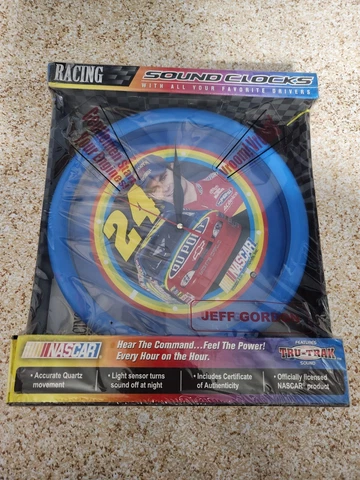 RACING
SOUND CLOCKS
WITH ALL YOUR FAVORITE DRIVERS
24
DU PONT
NASCAR
JEFF GORDON
NASCAR
Hear The Command...Feel The Power!
Every Hour on the Hour.
FEATURES
TRU-TRAK
SOUND
• Accurate Quartz
movement
• Light sensor turns
sound off at night
• Includes Certificate
of Authenticity
• Officially licensed
NASCAR® product